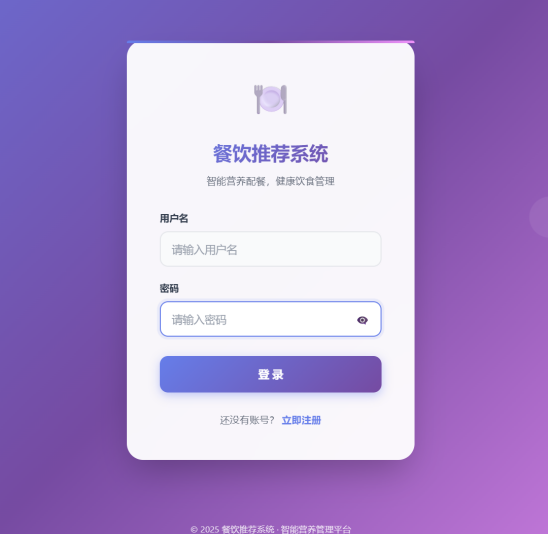 餐饮推荐系统
智能营养配餐，健康饮食管理
用户名
请输入用户名
密码
请输入密码
登录
还没有账号？ 立即注册
© 2025 餐饮推荐系统 · 智能营养管理平台